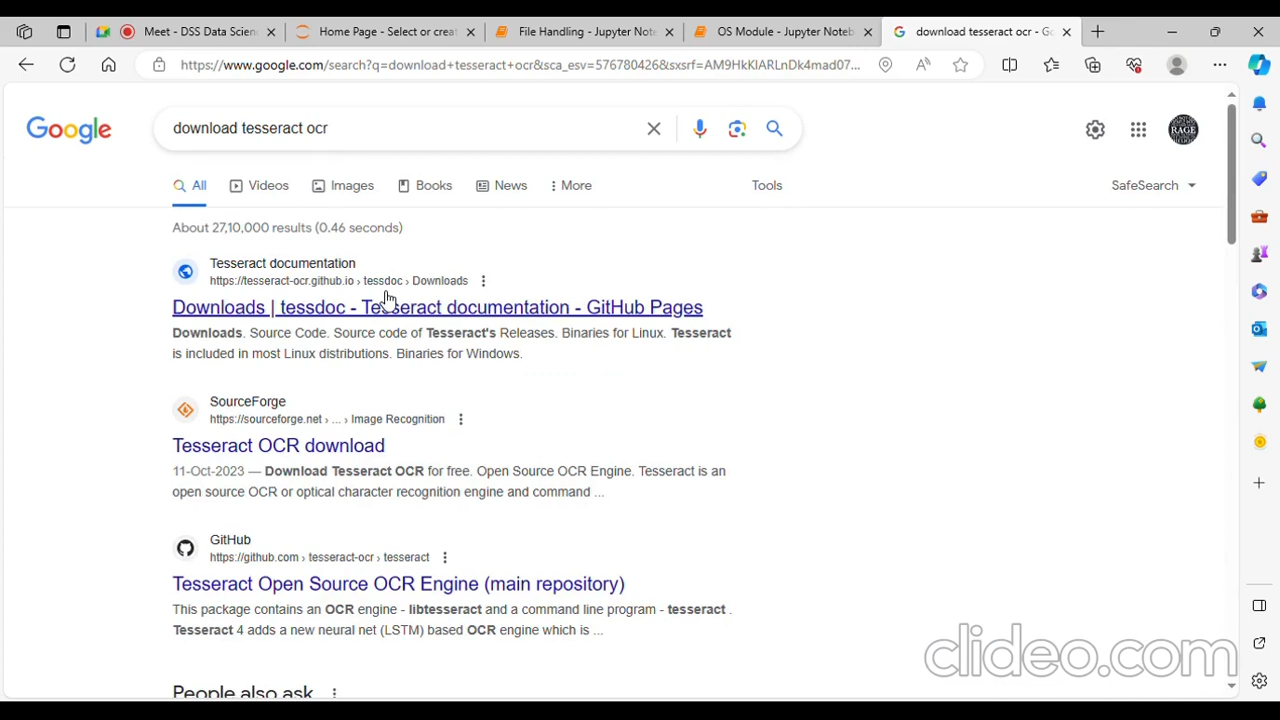 Meet - DSS Data Scien
Home Page - Select or creat
File Handling - Jupyter Not
OS Module - Jupyter Noteb
download tesseract ocr - Go
https://www.google.com/search?q=download+tesseract+ocr&sca_esv=576780426&sxsrf=AM9HkKlARLnDk4mad07...
Google
download tesseract ocr
RAGE
All
Videos
Images
Books
News
More
Tools
SafeSearch
About 27,10,000 results (0.46 seconds)
Tesseract documentation
https://tesseract-ocr.github.io › tessdoc › Downloads
Downloads | tessdoc - Tesseract documentation - GitHub Pages
Downloads. Source Code. Source code of Tesseract's Releases. Binaries for Linux. Tesseract
is included in most Linux distributions. Binaries for Windows.
SourceForge
https://sourceforge.net › ... › Image Recognition
Tesseract OCR download
11-Oct-2023 — Download Tesseract OCR for free. Open Source OCR Engine. Tesseract is an
open source OCR or optical character recognition engine and command ...
GitHub
https://github.com › tesseract-ocr › tesseract
Tesseract Open Source OCR Engine (main repository)
This package contains an OCR engine - libtesseract and a command line program - tesseract .
Tesseract 4 adds a new neural net (LSTM) based OCR engine which is ...
People also ask
clideo.com